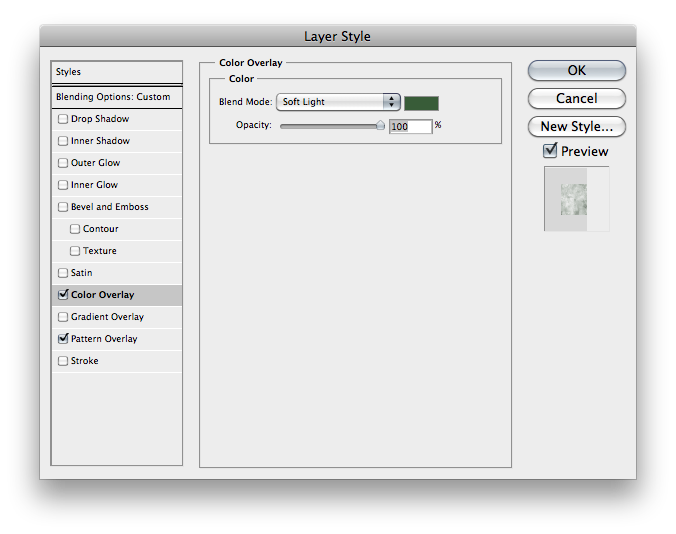 Layer Style
Styles
Blending Options: Custom
Drop Shadow
Inner Shadow
Outer Glow
Inner Glow
Bevel and Emboss
Contour
Texture
Satin
Color Overlay
Gradient Overlay
Pattern Overlay
Stroke
Color Overlay
Color
Blend Mode: Soft Light
Opacity: 100 %
OK
Cancel
New Style...
Preview